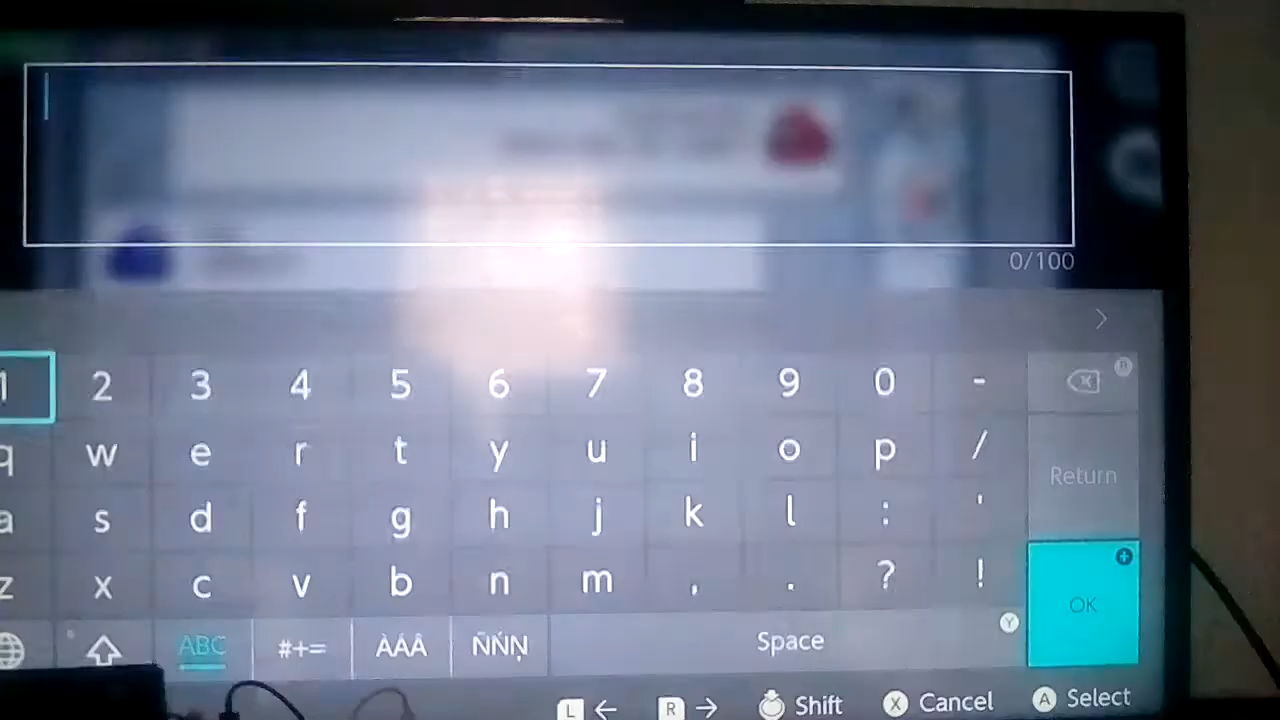 0/100
1 2 3 4 5 6 7 8 9 0 -
q w e r t y u i o p /
Return
a s d f g h j k l : '
z x c v b n m , . ? !
OK
ABC #+= ÀÁÂ ÑŃŅ Space Y
L ← R → Shift X Cancel A Select